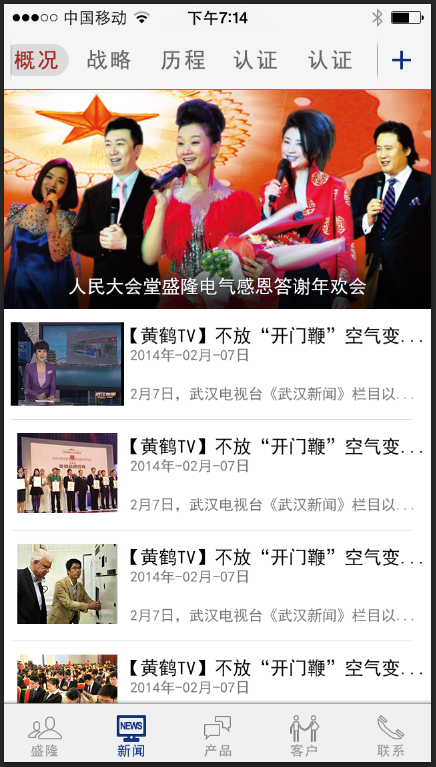 中国移动 下午7:14
概况 战略 历程 认证 认证
人民大会堂盛隆电气感恩答谢年欢会
【黄鹤TV】不放“开门鞭”空气变...
2014年-02月-07日
2月7日，武汉电视台《武汉新闻》栏目以...
【黄鹤TV】不放“开门鞭”空气变...
2014年-02月-07日
2月7日，武汉电视台《武汉新闻》栏目以...
【黄鹤TV】不放“开门鞭”空气变...
2014年-02月-07日
2月7日，武汉电视台《武汉新闻》栏目以...
【黄鹤TV】不放“开门鞭”空气变...
2014年-02月-07日
NEWS
盛隆 新闻 产品 客户 联系